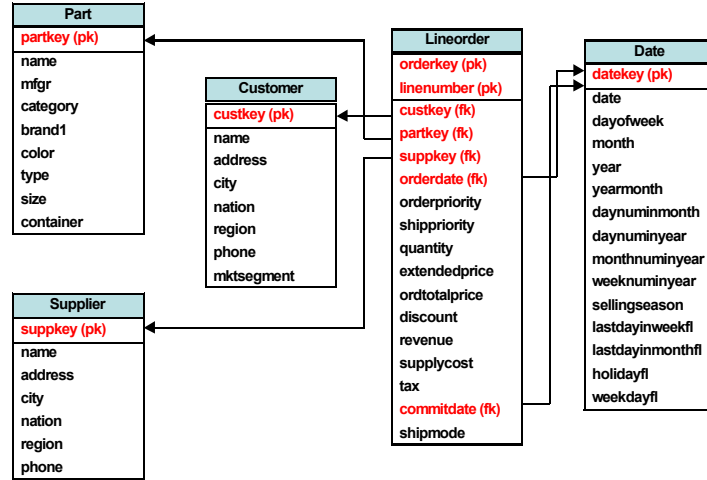 Part
partkey (pk)
name
mfgr
category
brand1
color
type
size
container
Supplier
suppkey (pk)
name
address
city
nation
region
phone
Customer
custkey (pk)
name
address
city
nation
region
phone
mktsegment
Lineorder
orderkey (pk)
linenumber (pk)
custkey (fk)
partkey (fk)
suppkey (fk)
orderdate (fk)
orderpriority
shippriority
quantity
extendedprice
ordtotalprice
discount
revenue
supplycost
tax
commitdate (fk)
shipmode
Date
datekey (pk)
date
dayofweek
month
year
yearmonth
daynuminmonth
daynuminyear
monthnuminyear
weeknuminyear
sellingseason
lastdayinweekfl
lastdayinmonthfl
holidayfl
weekdayfl